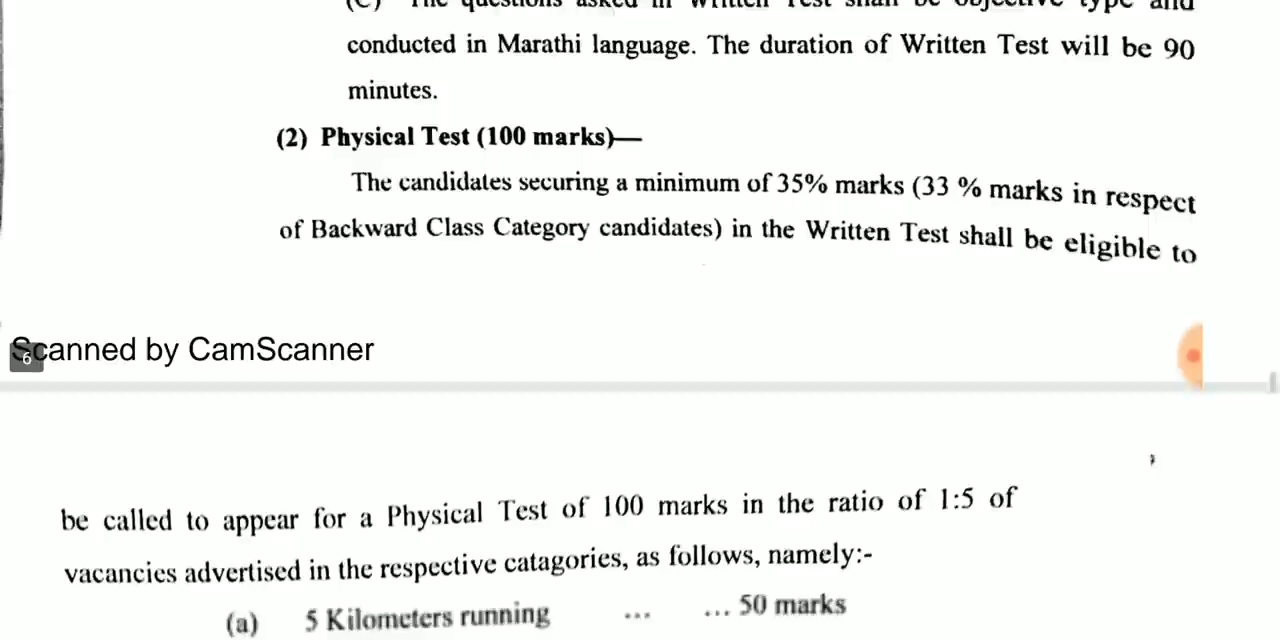 (C) The questions asked in Written Test shall be objective type and
conducted in Marathi language. The duration of Written Test will be 90
minutes.
(2) Physical Test (100 marks)—
The candidates securing a minimum of 35% marks (33 % marks in respect
of Backward Class Category candidates) in the Written Test shall be eligible to
Scanned by CamScanner
6
be called to appear for a Physical Test of 100 marks in the ratio of 1:5 of
vacancies advertised in the respective catagories, as follows, namely:-
(a) 5 Kilometers running ... ... 50 marks